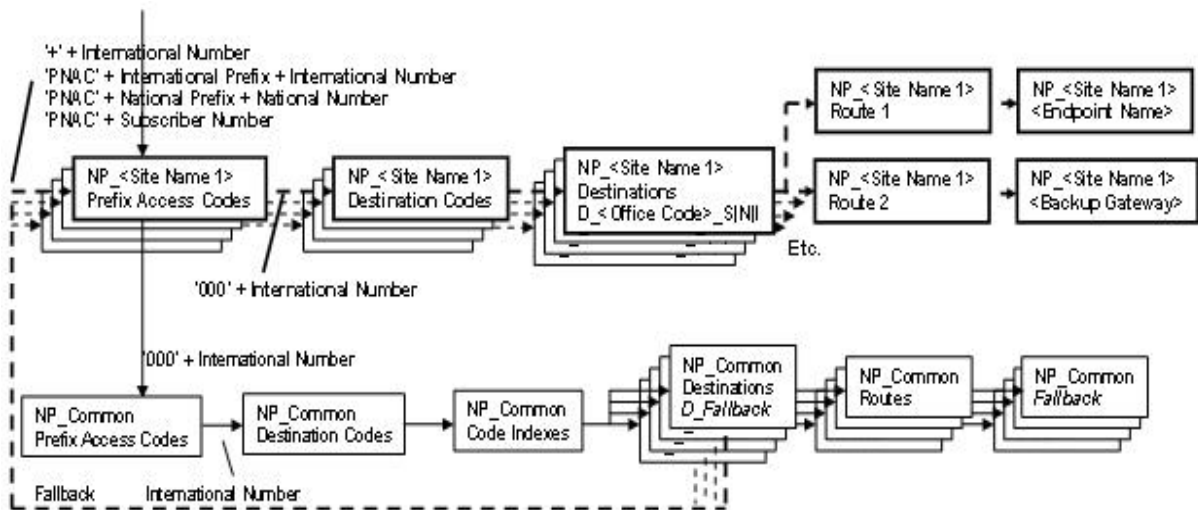 '+' + International Number
'PNAC' + International Prefix + International Number
'PNAC' + National Prefix + National Number
'PNAC' + Subscriber Number
NP_<Site Name 1>
Prefix Access Codes
NP_<Site Name 1>
Destination Codes
NP_<Site Name 1>
Destinations
D_<Office Code>_S|N|I
NP_<Site Name 1>
Route 1
NP_<Site Name 1>
<Endpoint Name>
NP_<Site Name 1>
Route 2
NP_<Site Name 1>
<Backup Gateway>
Etc.
'000' + International Number
'000' + International Number
NP_Common
Prefix Access Codes
NP_Common
Destination Codes
NP_Common
Code Indexes
NP_Common
Destinations
D_Fallback
NP_Common
Routes
NP_Common
Fallback
Fallback
International Number